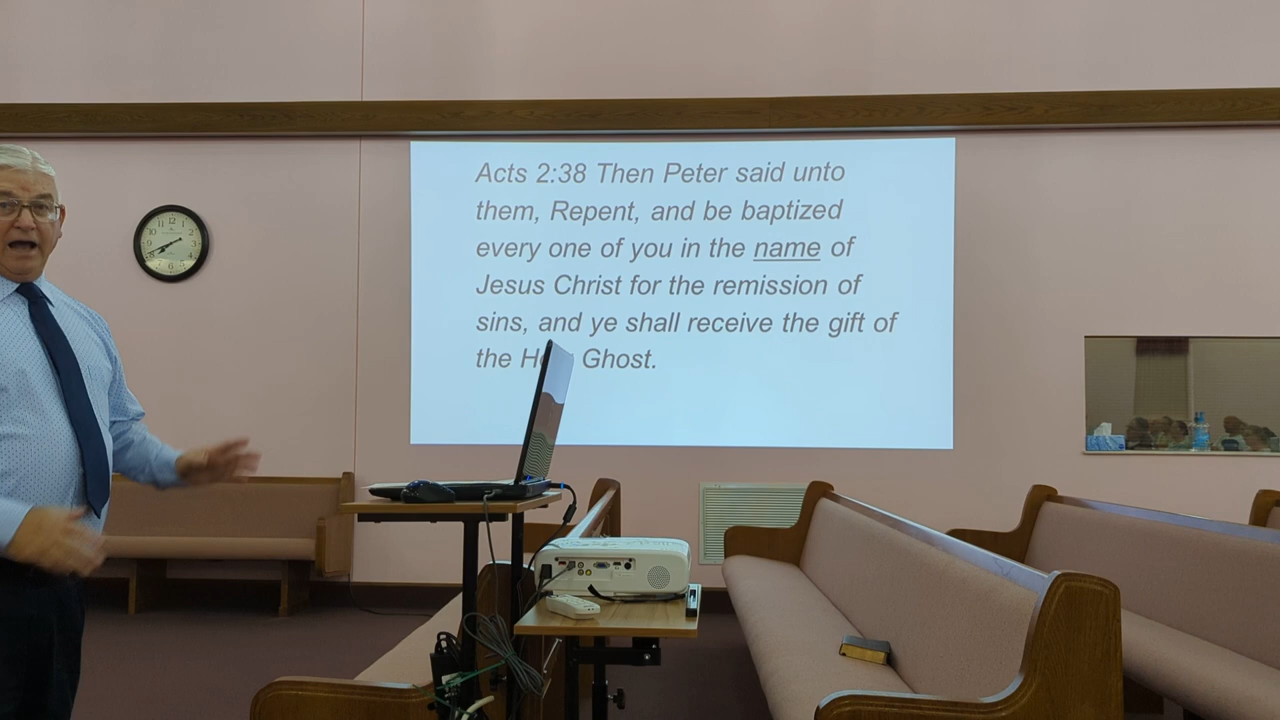 Acts 2:38 Then Peter said unto
them, Repent, and be baptized
every one of you in the name of
Jesus Christ for the remission of
sins, and ye shall receive the gift of
the Ghost.
12